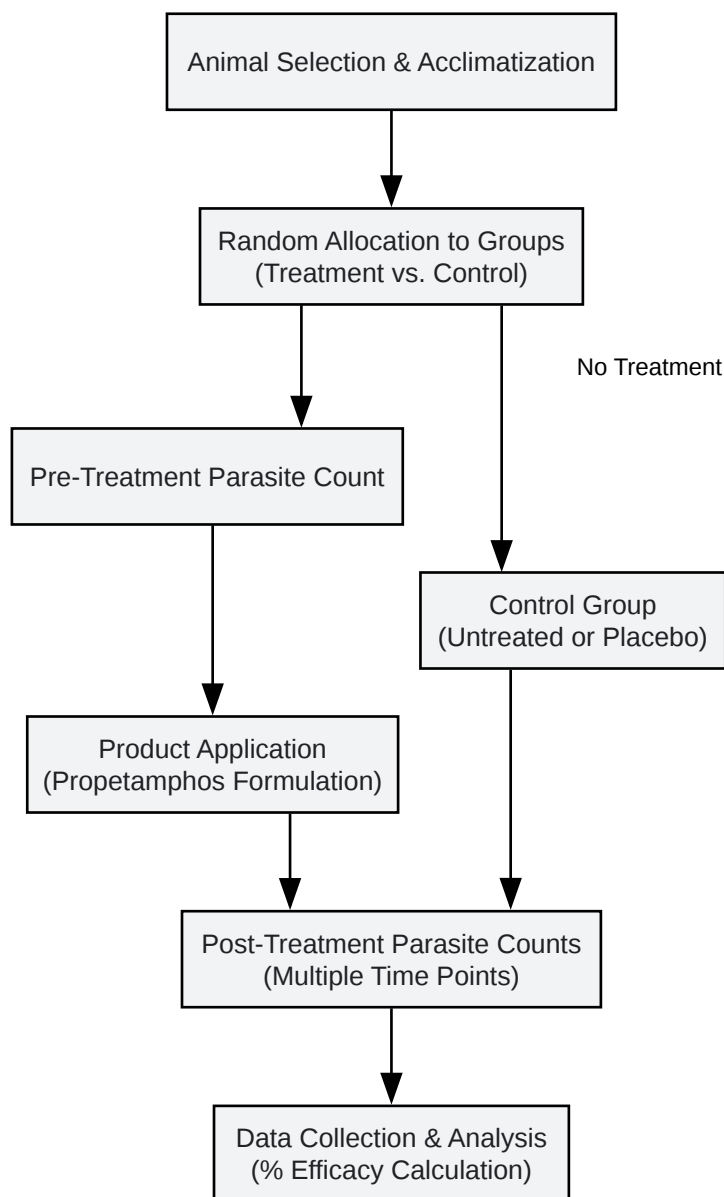 Animal Selection & Acclimatization
Random Allocation to Groups
(Treatment vs. Control)
No Treatment
Pre-Treatment Parasite Count
Control Group
(Untreated or Placebo)
Product Application
(Propetamphos Formulation)
Post-Treatment Parasite Counts
(Multiple Time Points)
Data Collection & Analysis
(% Efficacy Calculation)